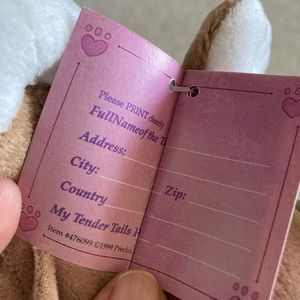 Please PRINT clearly
Full Name of the T
Address:
City:
Zip:
Country
My Tender Tails
Item #476099 ©1999 Precio